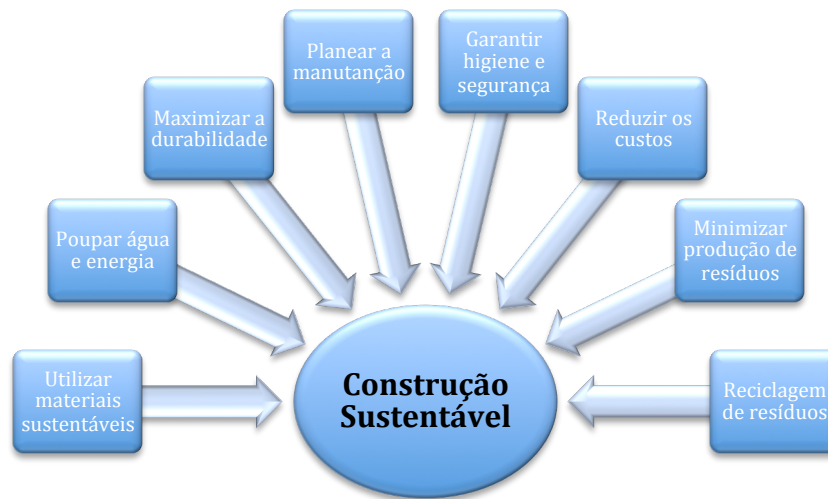 Planear a
manutanção
Garantir
higiene e
segurança
Maximizar a
durabilidade
Reduzir os
custos
Poupar água
e energia
Minimizar
produção de
resíduos
Utilizar
materiais
sustentáveis
Construção
Sustentável
Reciclagem
de resíduos